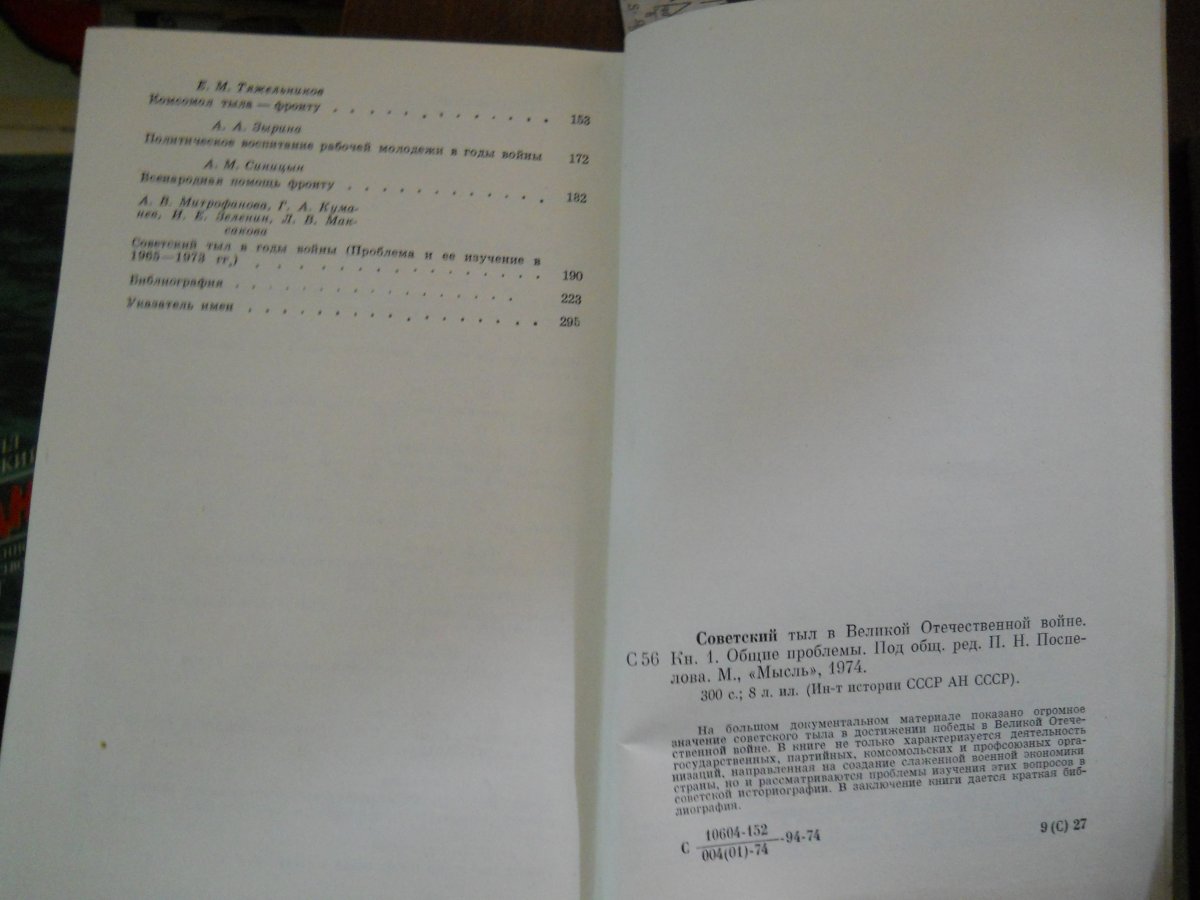 Е. М. Тяжельников
Комсомол тыла — фронту . . . . . . . . . . . . . 153
А. А. Зырина
Политическое воспитание рабочей молодежи в годы войны 172
А. М. Синицын
Всенародная помощь фронту . . . . . . . . . . . . 182
А. В. Митрофанова, Г. А. Кума-
нев, И. Е. Зеленин, Л. В. Мак-
сакова
Советский тыл в годы войны (Проблема и ее изучение в
1965—1973 гг.) . . . . . . . . . . . . . . . . 190
Библиография . . . . . . . . . . . . . . . . 223
Указатель имен . . . . . . . . . . . . . . . . . 295
Советский тыл в Великой Отечественной войне.
С 56 Кн. 1. Общие проблемы. Под общ. ред. П. Н. Поспе-
лова. М., «Мысль», 1974.
300 с.; 8 л. ил. (Ин-т истории СССР АН СССР).
На большом документальном материале показано огромное
значение советского тыла в достижении победы в Великой Отече-
ственной войне. В книге не только характеризуется деятельность
государственных, партийных, комсомольских и профсоюзных орга-
низаций, направленная на создание слаженной военной экономики
страны, но и рассматриваются проблемы изучения этих вопросов в
советской историографии. В заключение книги дается краткая биб-
лиография.
С 10604-152
004(01)-74 -94-74 9(С)27